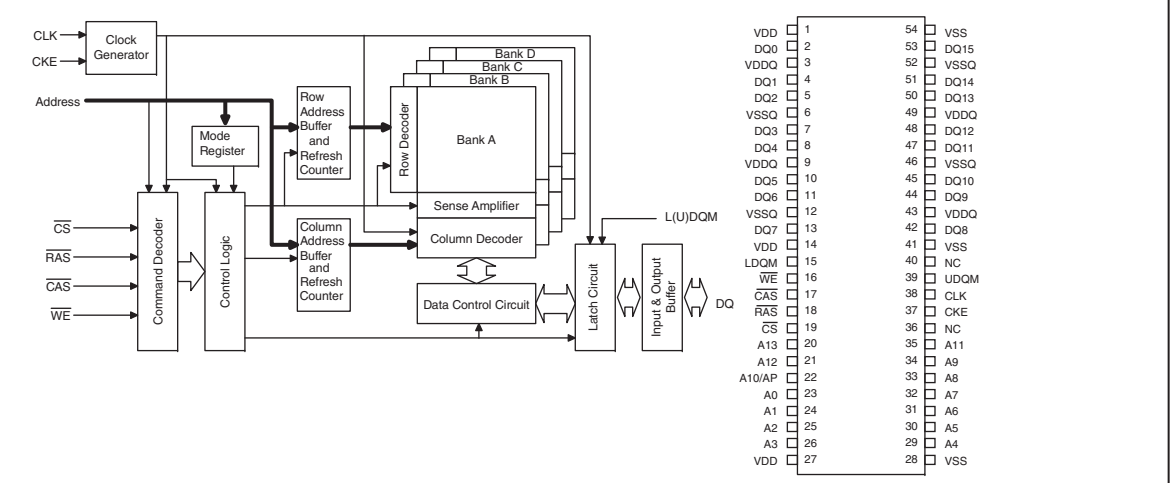 CLK
CKE
Clock
Generator
Address
Mode
Register
Row
Address
Buffer
and
Refresh
Counter
Bank D
Bank C
Bank B
Bank A
Row Decoder
Sense Amplifier
Column Decoder
Column
Address
Buffer
and
Refresh
Counter
CS
RAS
CAS
WE
Command Decoder
Control Logic
Data Control Circuit
Latch Circuit
Input & Output
Buffer
L(U)DQM
DQ
VDD 1 54 VSS
DQ0 2 53 DQ15
VDDQ 3 52 VSSQ
DQ1 4 51 DQ14
DQ2 5 50 DQ13
VSSQ 6 49 VDDQ
DQ3 7 48 DQ12
DQ4 8 47 DQ11
VDDQ 9 46 VSSQ
DQ5 10 45 DQ10
DQ6 11 44 DQ9
VSSQ 12 43 VDDQ
DQ7 13 42 DQ8
VDD 14 41 VSS
LDQM 15 40 NC
WE 16 39 UDQM
CAS 17 38 CLK
RAS 18 37 CKE
CS 19 36 NC
A13 20 35 A11
A12 21 34 A9
A10/AP 22 33 A8
A0 23 32 A7
A1 24 31 A6
A2 25 30 A5
A3 26 29 A4
VDD 27 28 VSS